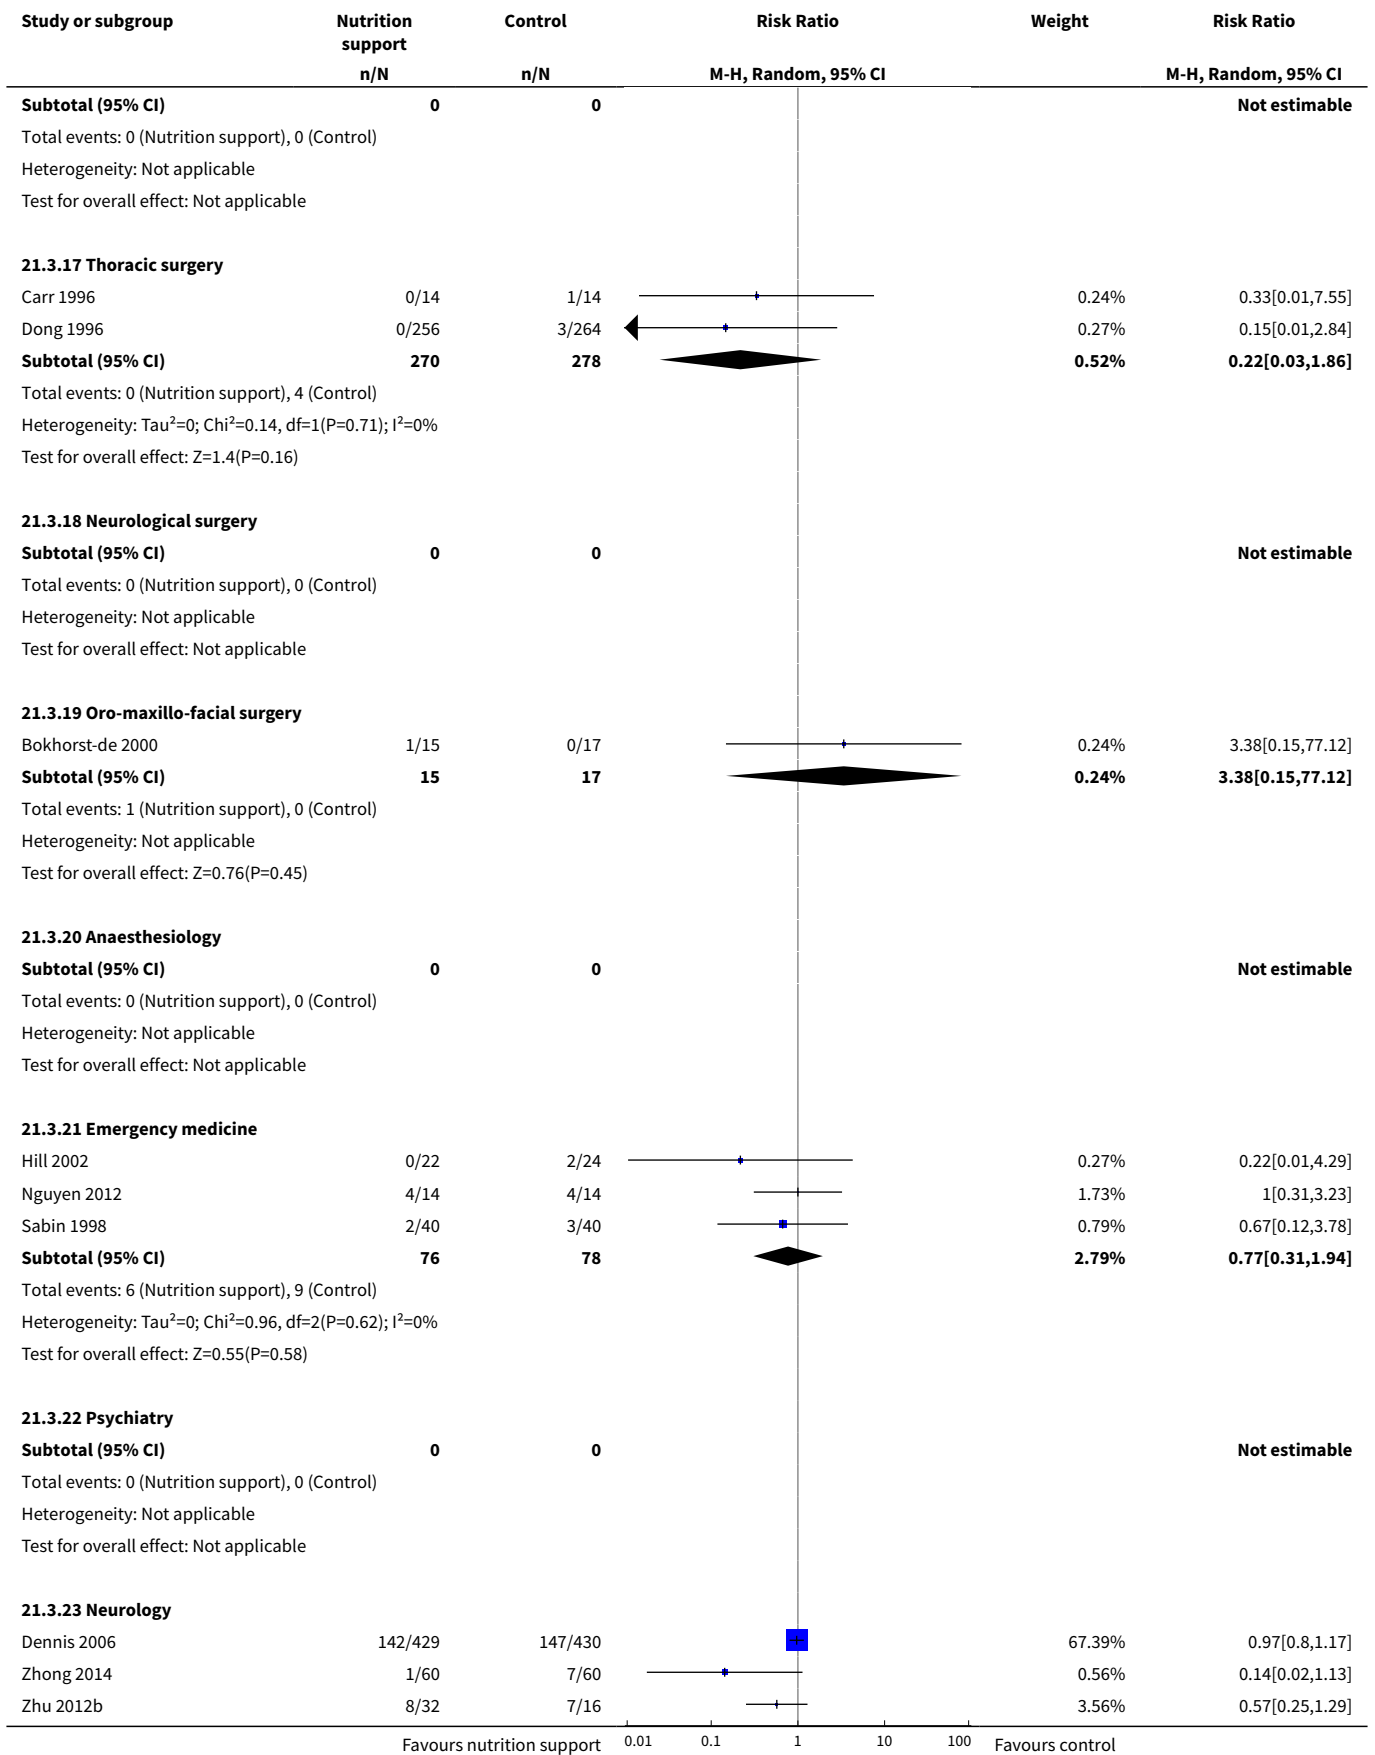 Study or subgroup Nutrition support Control Risk Ratio Weight Risk Ratio
n/N n/N M-H, Random, 95% CI M-H, Random, 95% CI
Subtotal (95% CI) 0 0 Not estimable
Total events: 0 (Nutrition support), 0 (Control)
Heterogeneity: Not applicable
Test for overall effect: Not applicable
21.3.17 Thoracic surgery
Carr 1996 0/14 1/14 0.24% 0.33[0.01,7.55]
Dong 1996 0/256 3/264 0.27% 0.15[0.01,2.84]
Subtotal (95% CI) 270 278 0.52% 0.22[0.03,1.86]
Total events: 0 (Nutrition support), 4 (Control)
Heterogeneity: Tau²=0; Chi²=0.14, df=1(P=0.71); I²=0%
Test for overall effect: Z=1.4(P=0.16)
21.3.18 Neurological surgery
Subtotal (95% CI) 0 0 Not estimable
Total events: 0 (Nutrition support), 0 (Control)
Heterogeneity: Not applicable
Test for overall effect: Not applicable
21.3.19 Oro-maxillo-facial surgery
Bokhorst-de 2000 1/15 0/17 0.24% 3.38[0.15,77.12]
Subtotal (95% CI) 15 17 0.24% 3.38[0.15,77.12]
Total events: 1 (Nutrition support), 0 (Control)
Heterogeneity: Not applicable
Test for overall effect: Z=0.76(P=0.45)
21.3.20 Anaesthesiology
Subtotal (95% CI) 0 0 Not estimable
Total events: 0 (Nutrition support), 0 (Control)
Heterogeneity: Not applicable
Test for overall effect: Not applicable
21.3.21 Emergency medicine
Hill 2002 0/22 2/24 0.27% 0.22[0.01,4.29]
Nguyen 2012 4/14 4/14 1.73% 1[0.31,3.23]
Sabin 1998 2/40 3/40 0.79% 0.67[0.12,3.78]
Subtotal (95% CI) 76 78 2.79% 0.77[0.31,1.94]
Total events: 6 (Nutrition support), 9 (Control)
Heterogeneity: Tau²=0; Chi²=0.96, df=2(P=0.62); I²=0%
Test for overall effect: Z=0.55(P=0.58)
21.3.22 Psychiatry
Subtotal (95% CI) 0 0 Not estimable
Total events: 0 (Nutrition support), 0 (Control)
Heterogeneity: Not applicable
Test for overall effect: Not applicable
21.3.23 Neurology
Dennis 2006 142/429 147/430 67.39% 0.97[0.8,1.17]
Zhong 2014 1/60 7/60 0.56% 0.14[0.02,1.13]
Zhu 2012b 8/32 7/16 3.56% 0.57[0.25,1.29]
Favours nutrition support 0.01 0.1 1 10 100 Favours control